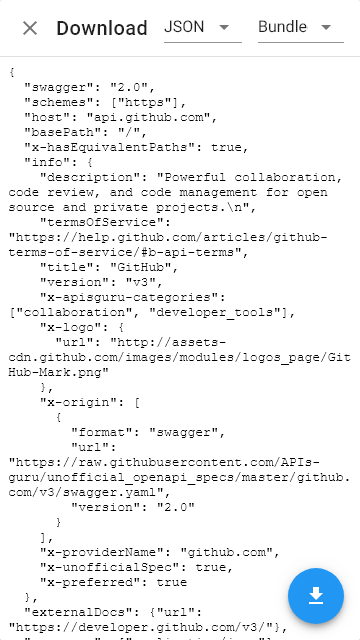 Download JSON Bundle
{
"swagger": "2.0",
"schemes": ["https"],
"host": "api.github.com",
"basePath": "/",
"x-hasEquivalentPaths": true,
"info": {
"description": "Powerful collaboration,
code review, and code management for open
source and private projects.\n",
"termsOfService":
"https://help.github.com/articles/github-
terms-of-service/#b-api-terms",
"title": "GitHub",
"version": "v3",
"x-apisguru-categories":
["collaboration", "developer_tools"],
"x-logo": {
"url": "http://assets-
cdn.github.com/images/modules/logos_page/Git
Hub-Mark.png"
},
"x-origin": [
{
"format": "swagger",
"url":
"https://raw.githubusercontent.com/APIs-
guru/unofficial_openapi_specs/master/github.
com/v3/swagger.yaml",
"version": "2.0"
}
],
"x-providerName": "github.com",
"x-unofficialSpec": true,
"x-preferred": true
},
"externalDocs": {"url":
"https://developer.github.com/v3/"},